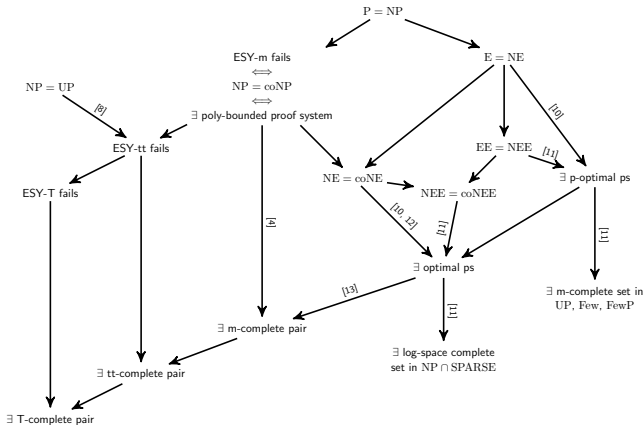 P = NP
ESY-m fails
⟺
NP = coNP
⟺
∃ poly-bounded proof system
E = NE
NP = UP
[8]
[10]
ESY-tt fails
EE = NEE
[11]
∃ p-optimal ps
NE = coNE
NEE = coNEE
ESY-T fails
[4]
[10, 12]
[11]
[11]
∃ optimal ps
[13]
[11]
∃ m-complete set in
UP, Few, FewP
∃ m-complete pair
∃ log-space complete
set in NP ∩ SPARSE
∃ tt-complete pair
∃ T-complete pair